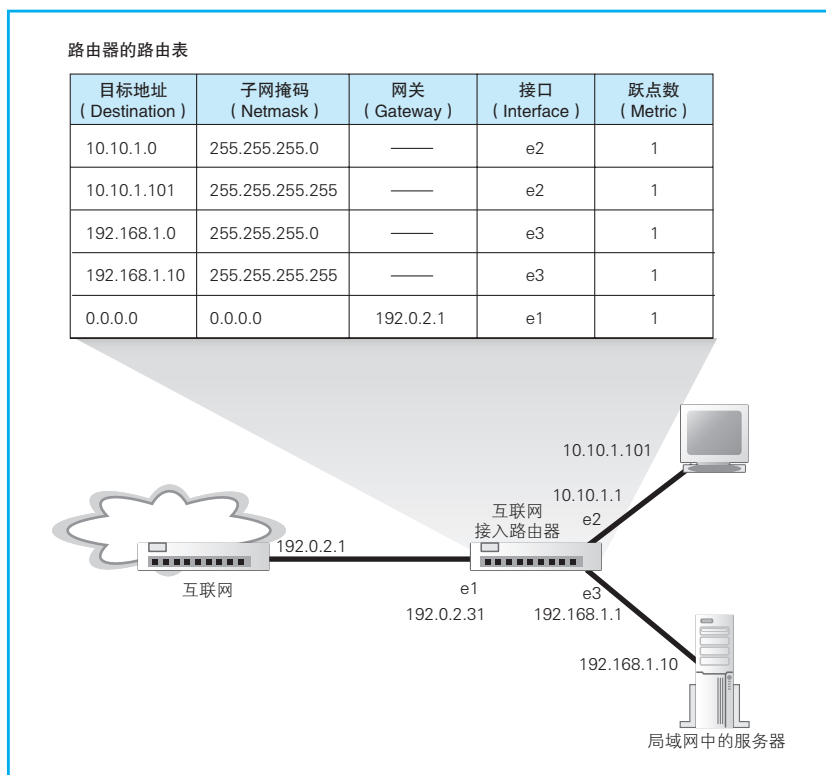 路由器的路由表
目标地址 子网掩码 网关 接口 跃点数
( Destination ) ( Netmask ) ( Gateway ) ( Interface ) ( Metric )
10.10.1.0 255.255.255.0 —— e2 1
10.10.1.101 255.255.255.255 —— e2 1
192.168.1.0 255.255.255.0 —— e3 1
192.168.1.10 255.255.255.255 —— e3 1
0.0.0.0 0.0.0.0 192.0.2.1 e1 1
10.10.1.101
10.10.1.1
互联网
接入路由器
e2
192.0.2.1
互联网
e1
192.0.2.31
e3
192.168.1.1
192.168.1.10
局域网中的服务器